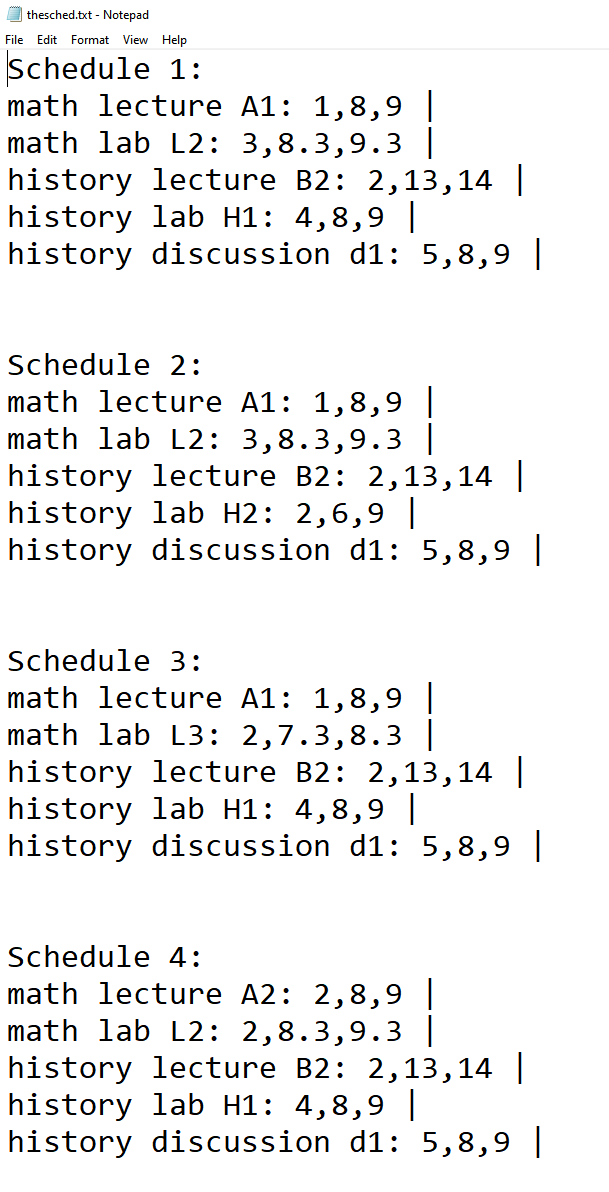 thesched.txt - Notepad
File Edit Format View Help
Schedule 1:
math lecture A1: 1,8,9 |
math lab L2: 3,8.3,9.3 |
history lecture B2: 2,13,14 |
history lab H1: 4,8,9 |
history discussion d1: 5,8,9 |
Schedule 2:
math lecture A1: 1,8,9 |
math lab L2: 3,8.3,9.3 |
history lecture B2: 2,13,14 |
history lab H2: 2,6,9 |
history discussion d1: 5,8,9 |
Schedule 3:
math lecture A1: 1,8,9 |
math lab L3: 2,7.3,8.3 |
history lecture B2: 2,13,14 |
history lab H1: 4,8,9 |
history discussion d1: 5,8,9 |
Schedule 4:
math lecture A2: 2,8,9 |
math lab L2: 2,8.3,9.3 |
history lecture B2: 2,13,14 |
history lab H1: 4,8,9 |
history discussion d1: 5,8,9 |